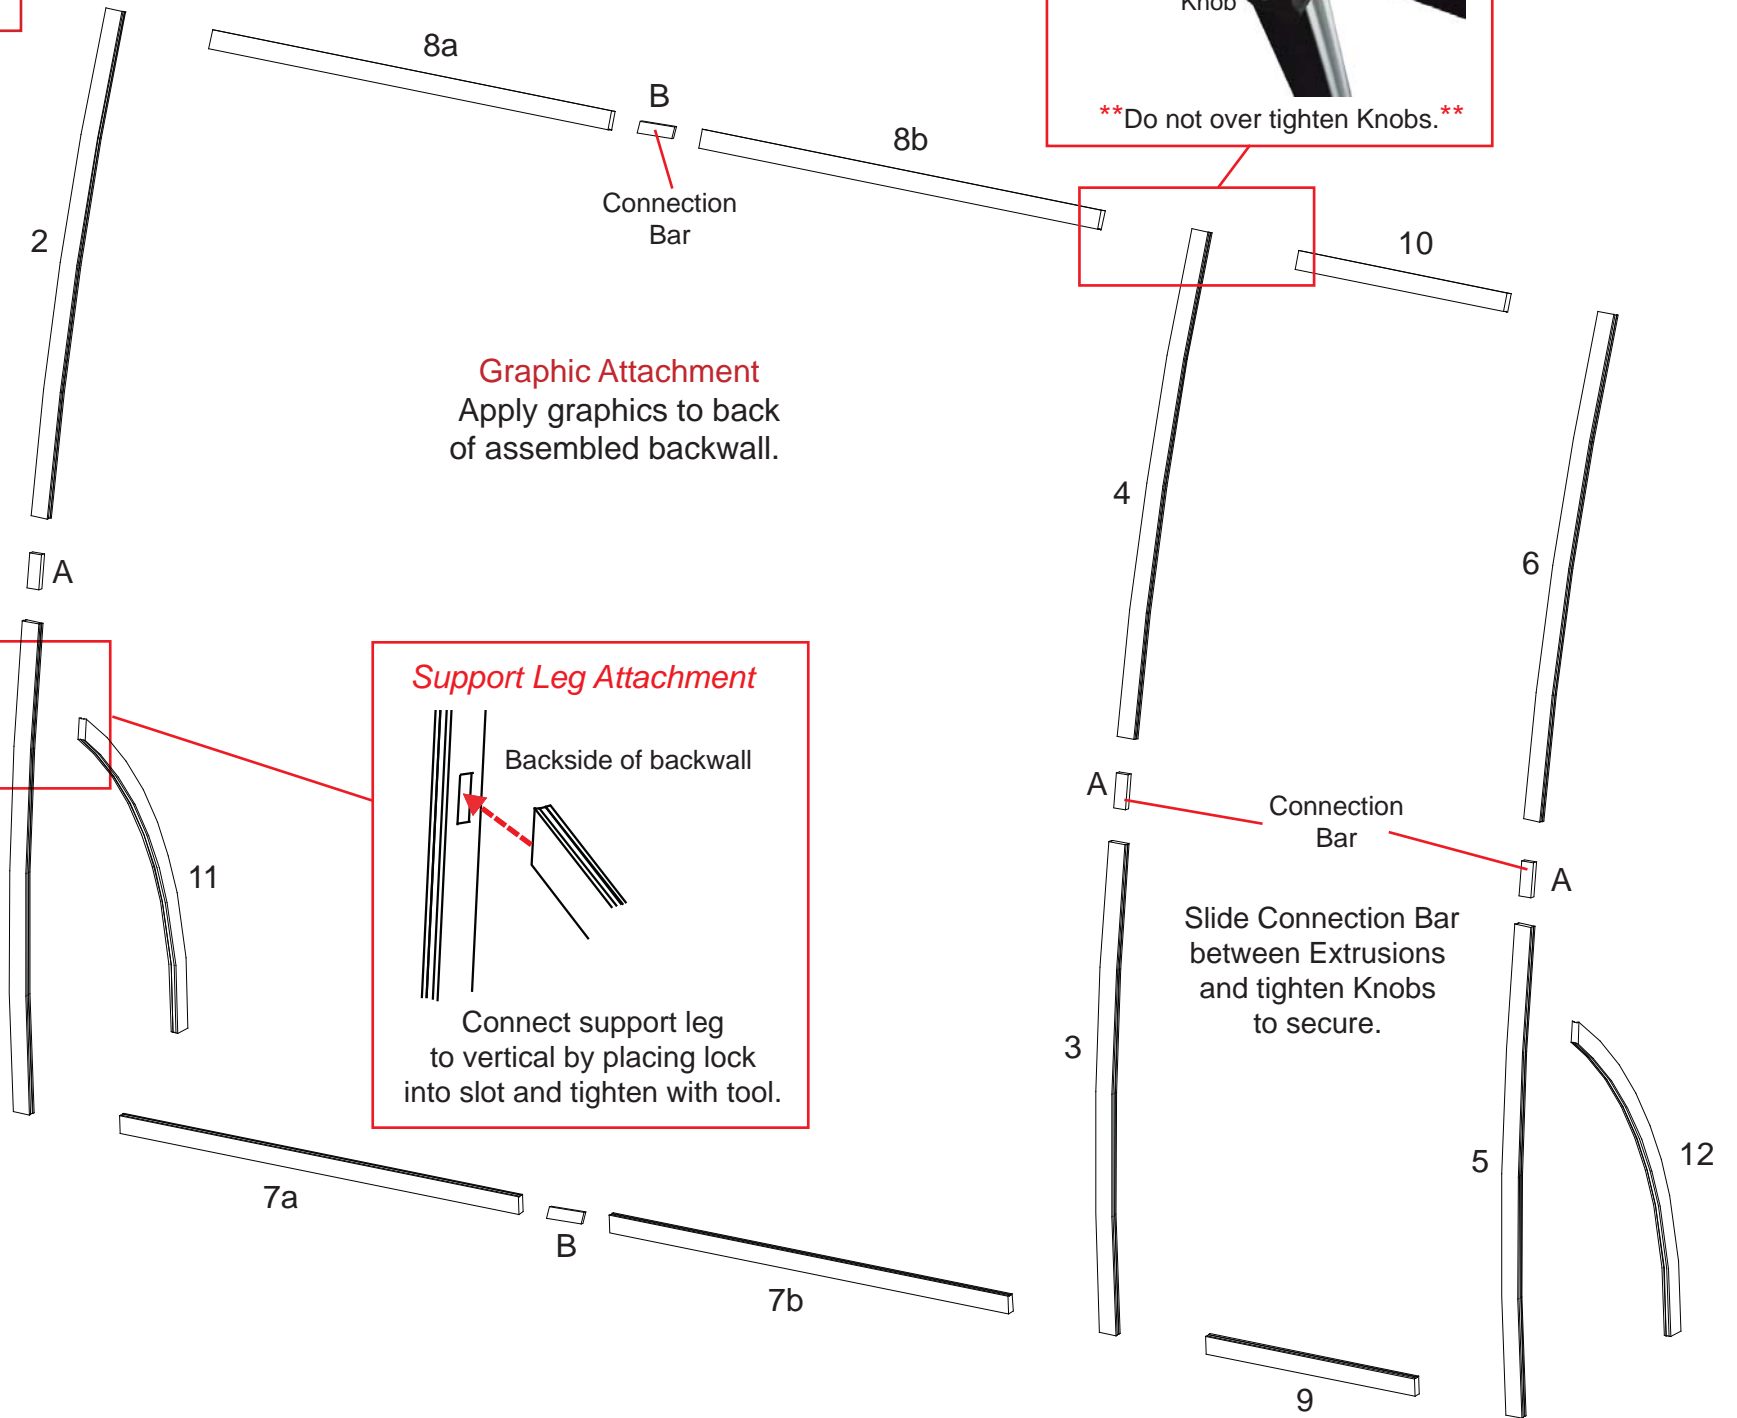 Knob
**Do not over tighten Knobs.**
8a
B
8b
Connection
Bar
2
10
Graphic Attachment
Apply graphics to back
of assembled backwall.
4
6
A
Support Leg Attachment
Backside of backwall
A
Connection
Bar
A
11
Slide Connection Bar
between Extrusions
and tighten Knobs
to secure.
Connect support leg
to vertical by placing lock
into slot and tighten with tool.
3
5
12
7a
B
7b
9